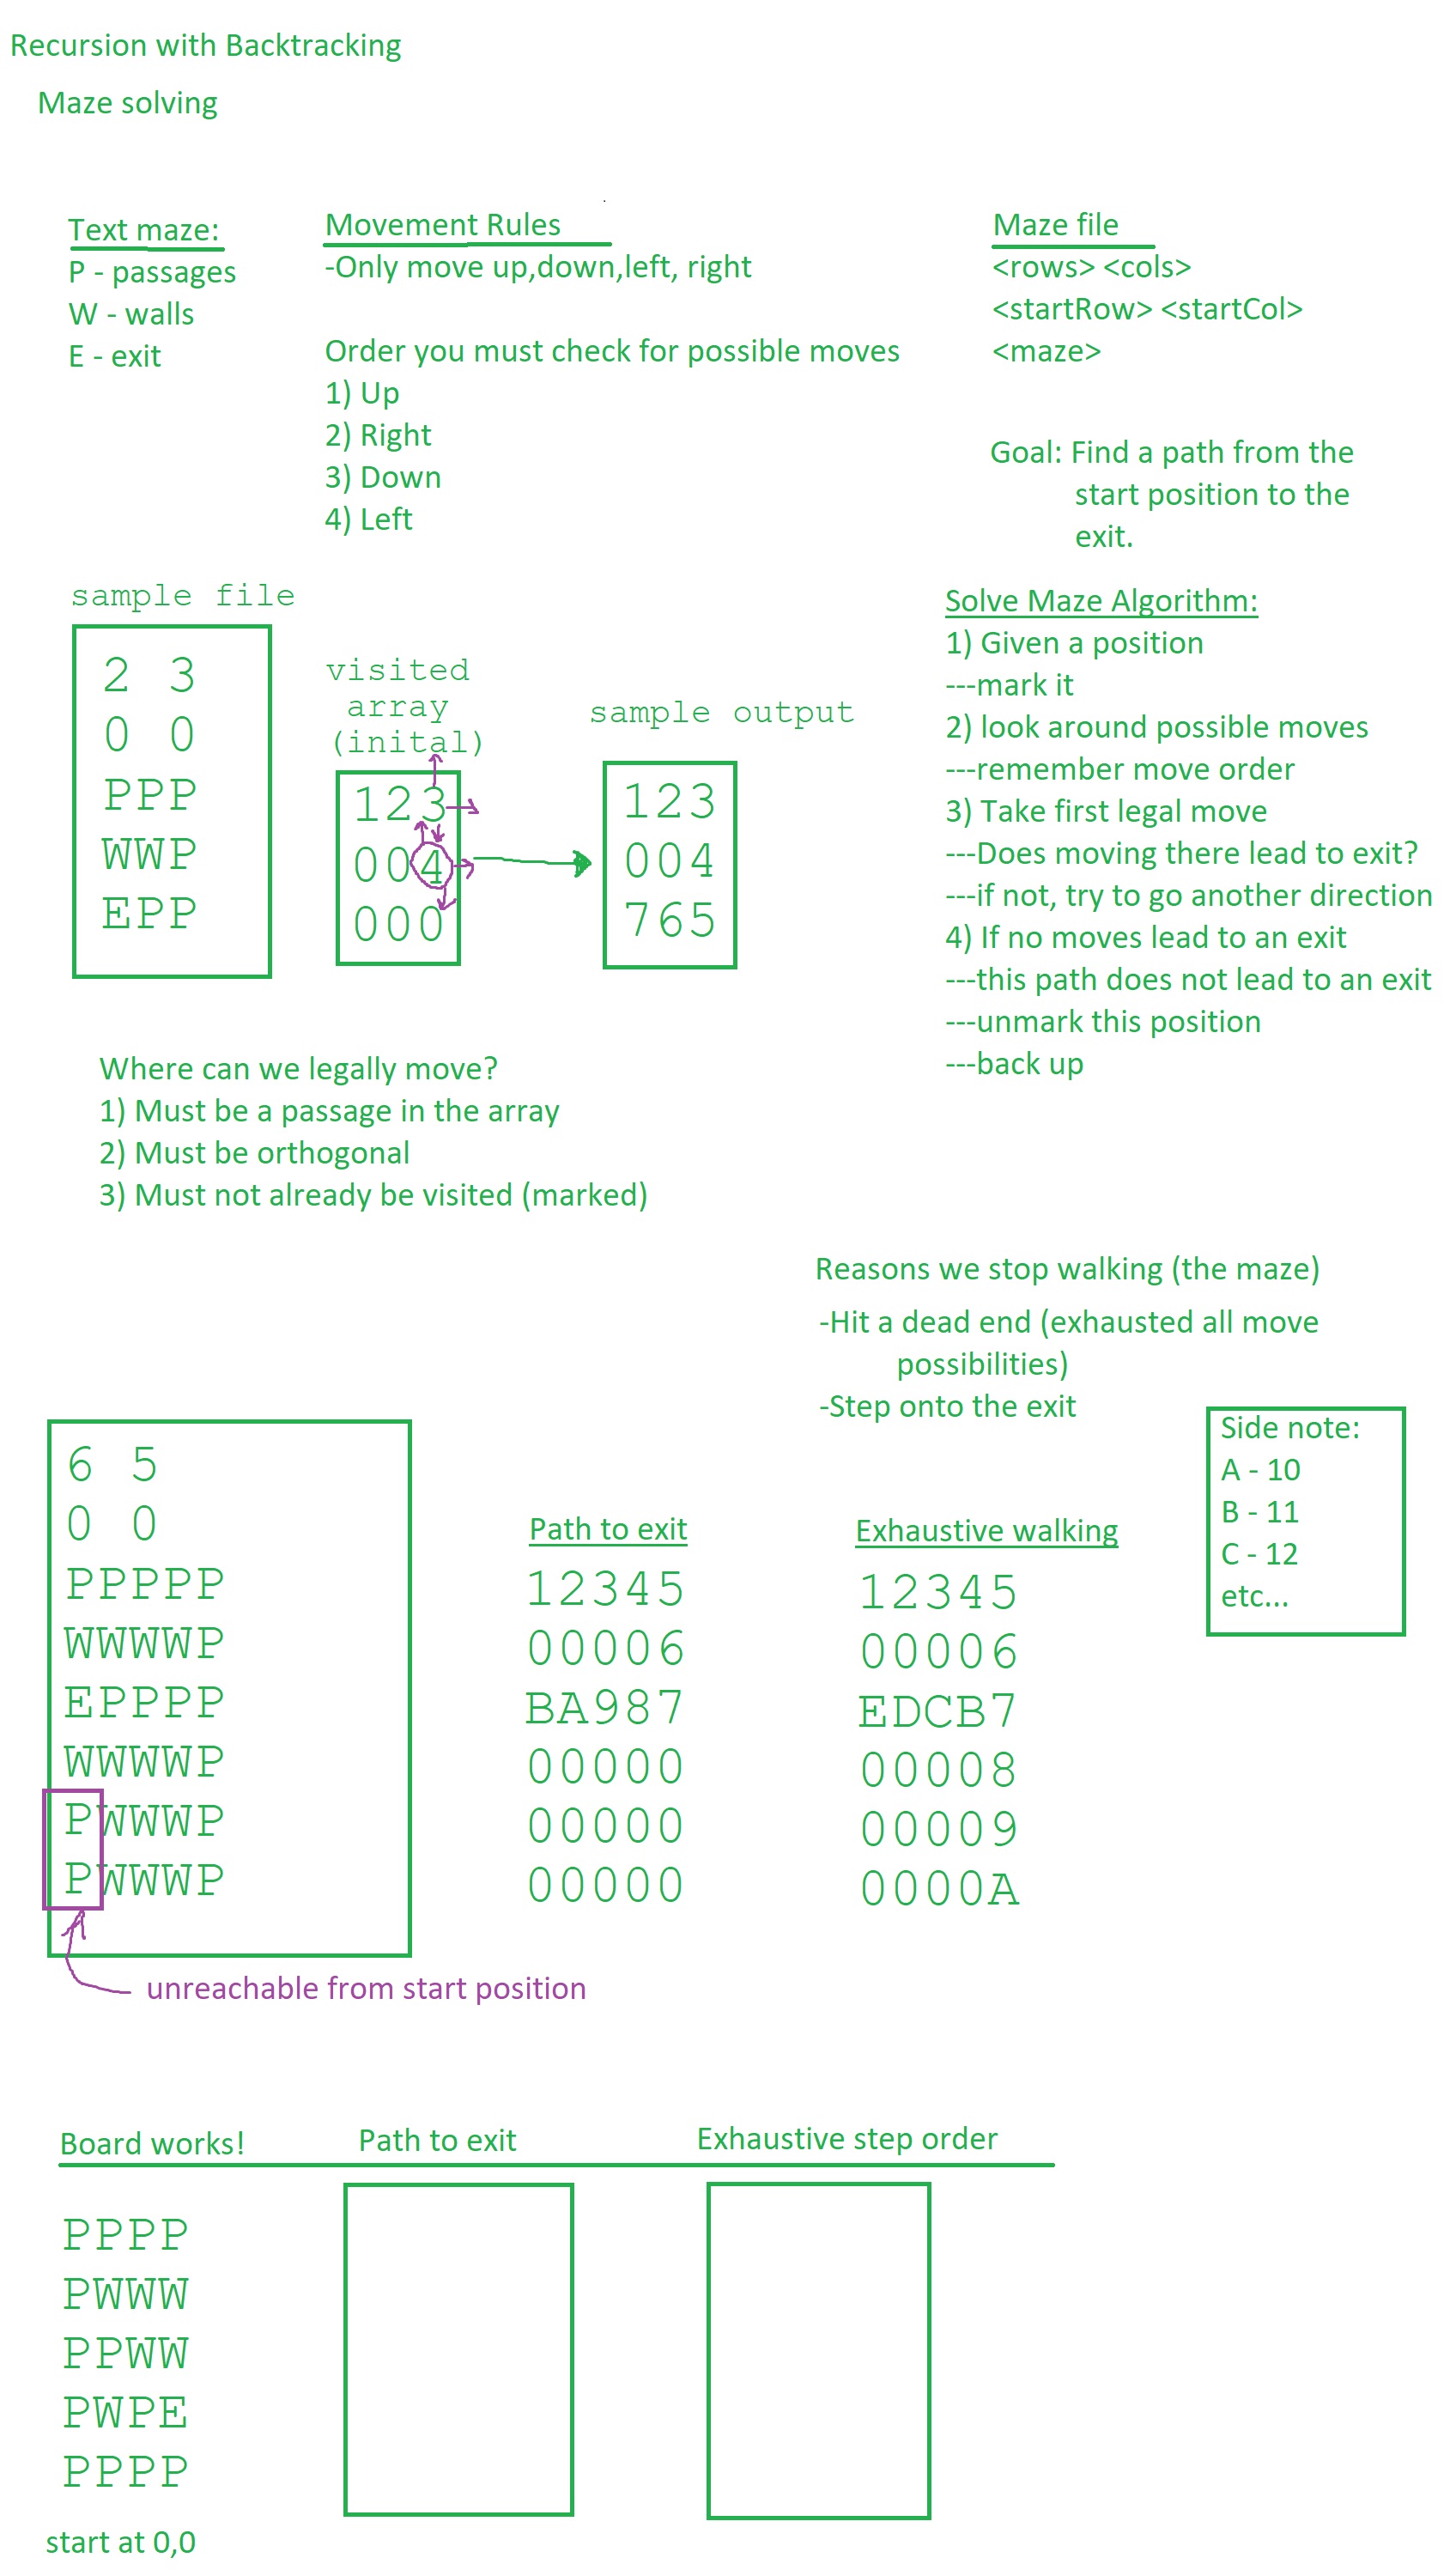 Recursion with Backtracking
Maze solving
Text maze:
P - passages
W - walls
E - exit
Movement Rules
-Only move up,down,left, right
Order you must check for possible moves
1) Up
2) Right
3) Down
4) Left
Maze file
<rows> <cols>
<startRow> <startCol>
<maze>
Goal: Find a path from the
start position to the
exit.
sample file
2 3
0 0
PPP
WWP
EPP
visited
array
(inital)
123
004
000
sample output
123
004
765
Solve Maze Algorithm:
1) Given a position
---mark it
2) look around possible moves
---remember move order
3) Take first legal move
---Does moving there lead to exit?
---if not, try to go another direction
4) If no moves lead to an exit
---this path does not lead to an exit
---unmark this position
---back up
Where can we legally move?
1) Must be a passage in the array
2) Must be orthogonal
3) Must not already be visited (marked)
Reasons we stop walking (the maze)
-Hit a dead end (exhausted all move
possibilities)
-Step onto the exit
Side note:
A - 10
B - 11
C - 12
etc...
6 5
0 0
PPPPP
WWWWP
EPPPP
WWWWP
PWWWP
PWWWP
unreachable from start position
Path to exit
12345
00006
BA987
00000
00000
00000
Exhaustive walking
12345
00006
EDCB7
00008
00009
0000A
Board works!
Path to exit
Exhaustive step order
PPPP
PWWW
PPWW
PWPE
PPPP
start at 0,0